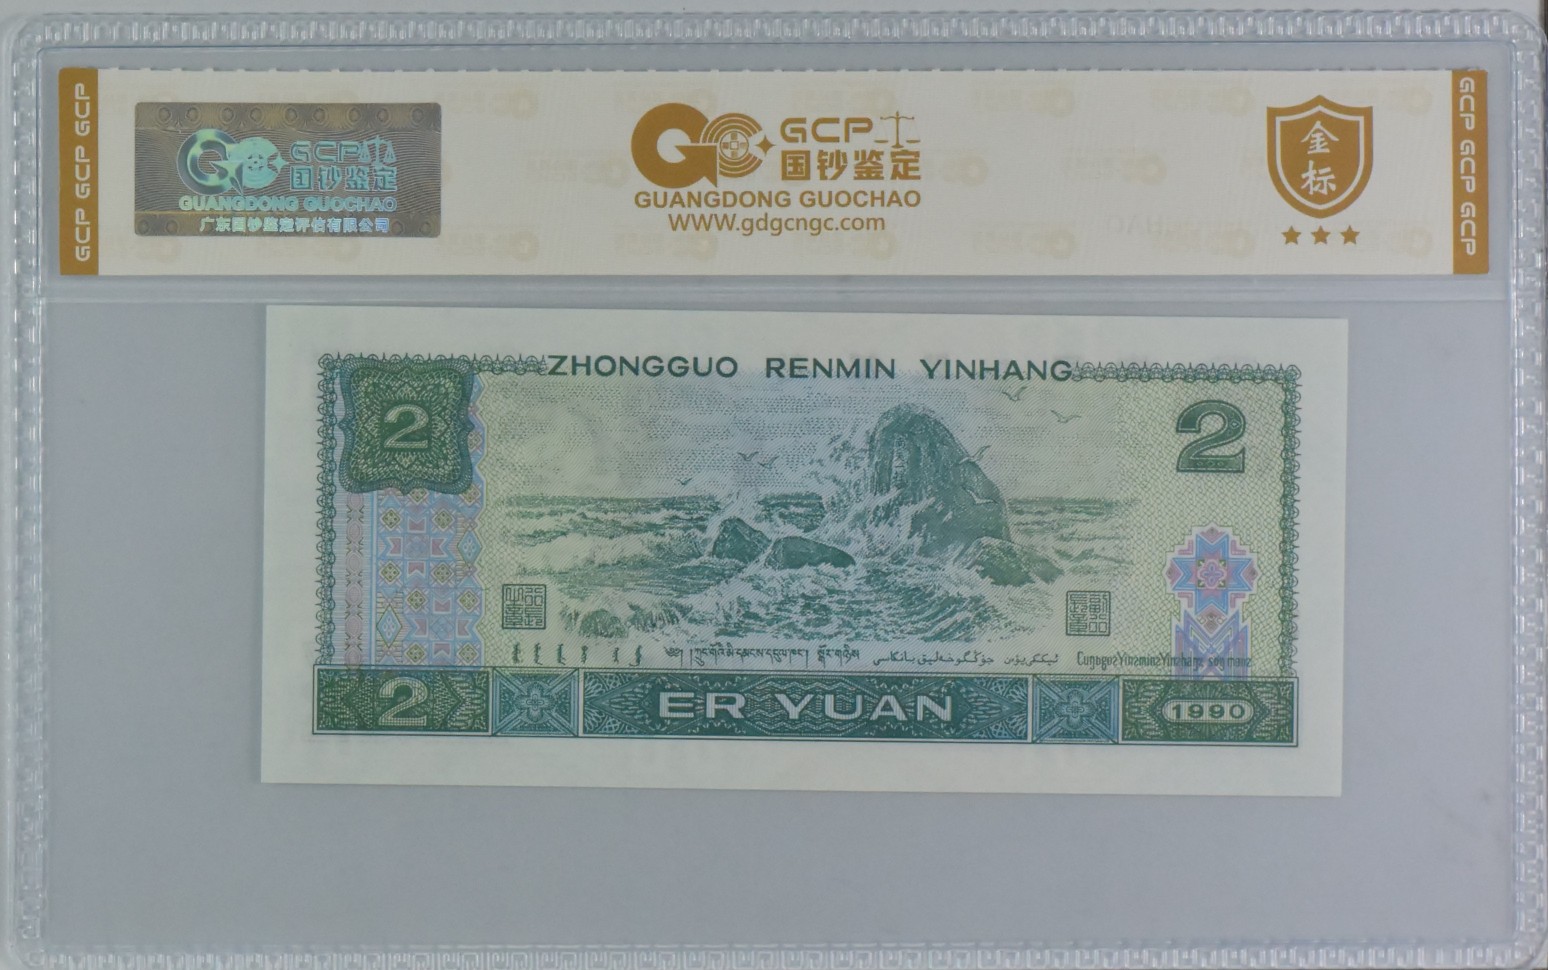 GCP GCP GCP
GCP 国钞鉴定
GUANGDONG GUOCHAO
广东国钞鉴定评估有限公司
GCP
国钞鉴定
GUANGDONG GUOCHAO
WWW.gdgcngc.com
金标
GCP GCP GCP
ZHONGGUO RENMIN YINHANG
2
2
2
ER YUAN
1990